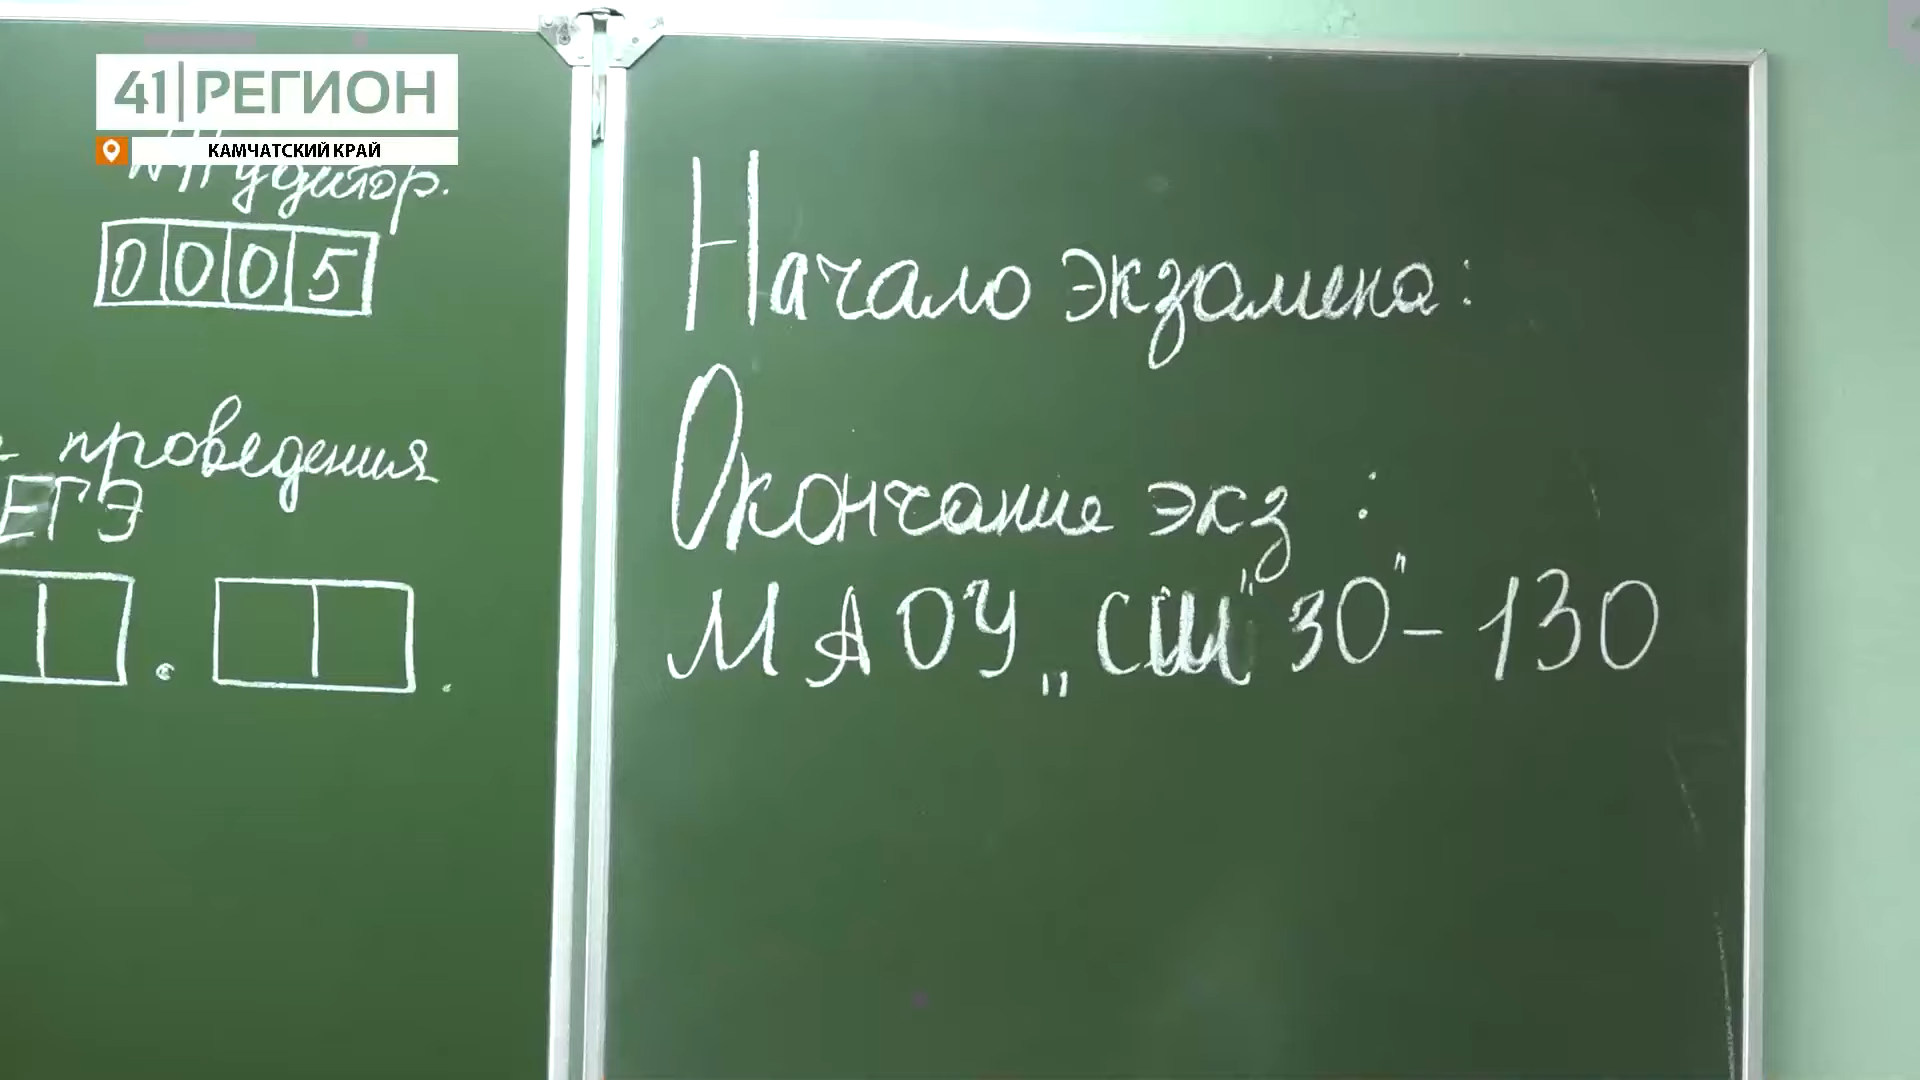 41|РЕГИОН
КАМЧАТСКИЙ КРАЙ
0005
проведения
ЕГЭ
Начало экзамена:
Окончание экз :
МАОУ „СШ" 30" – 130